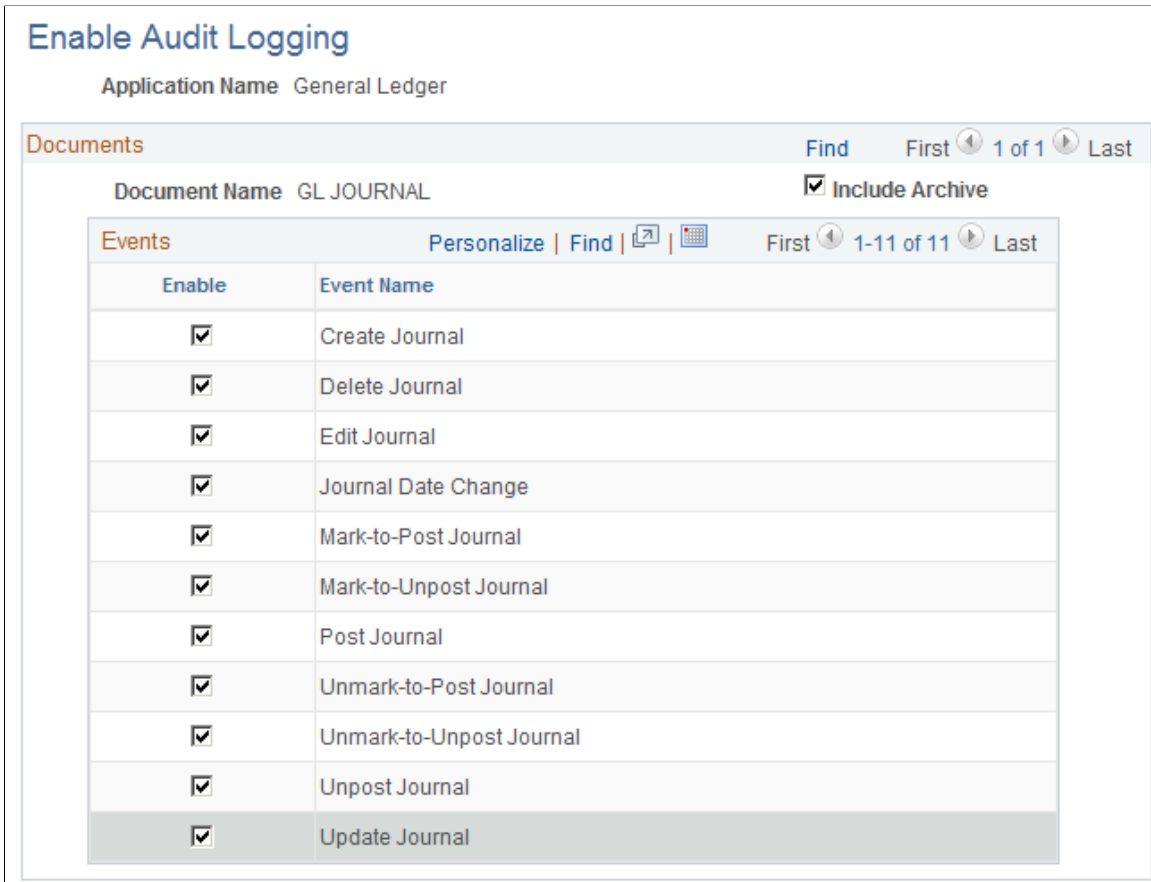 Enable Audit Logging
Application Name General Ledger
Documents Find First 1 of 1 Last
Document Name GL JOURNAL Include Archive
Events Personalize | Find | | First 1-11 of 11 Last
Enable Event Name
Create Journal
Delete Journal
Edit Journal
Journal Date Change
Mark-to-Post Journal
Mark-to-Unpost Journal
Post Journal
Unmark-to-Post Journal
Unmark-to-Unpost Journal
Unpost Journal
Update Journal